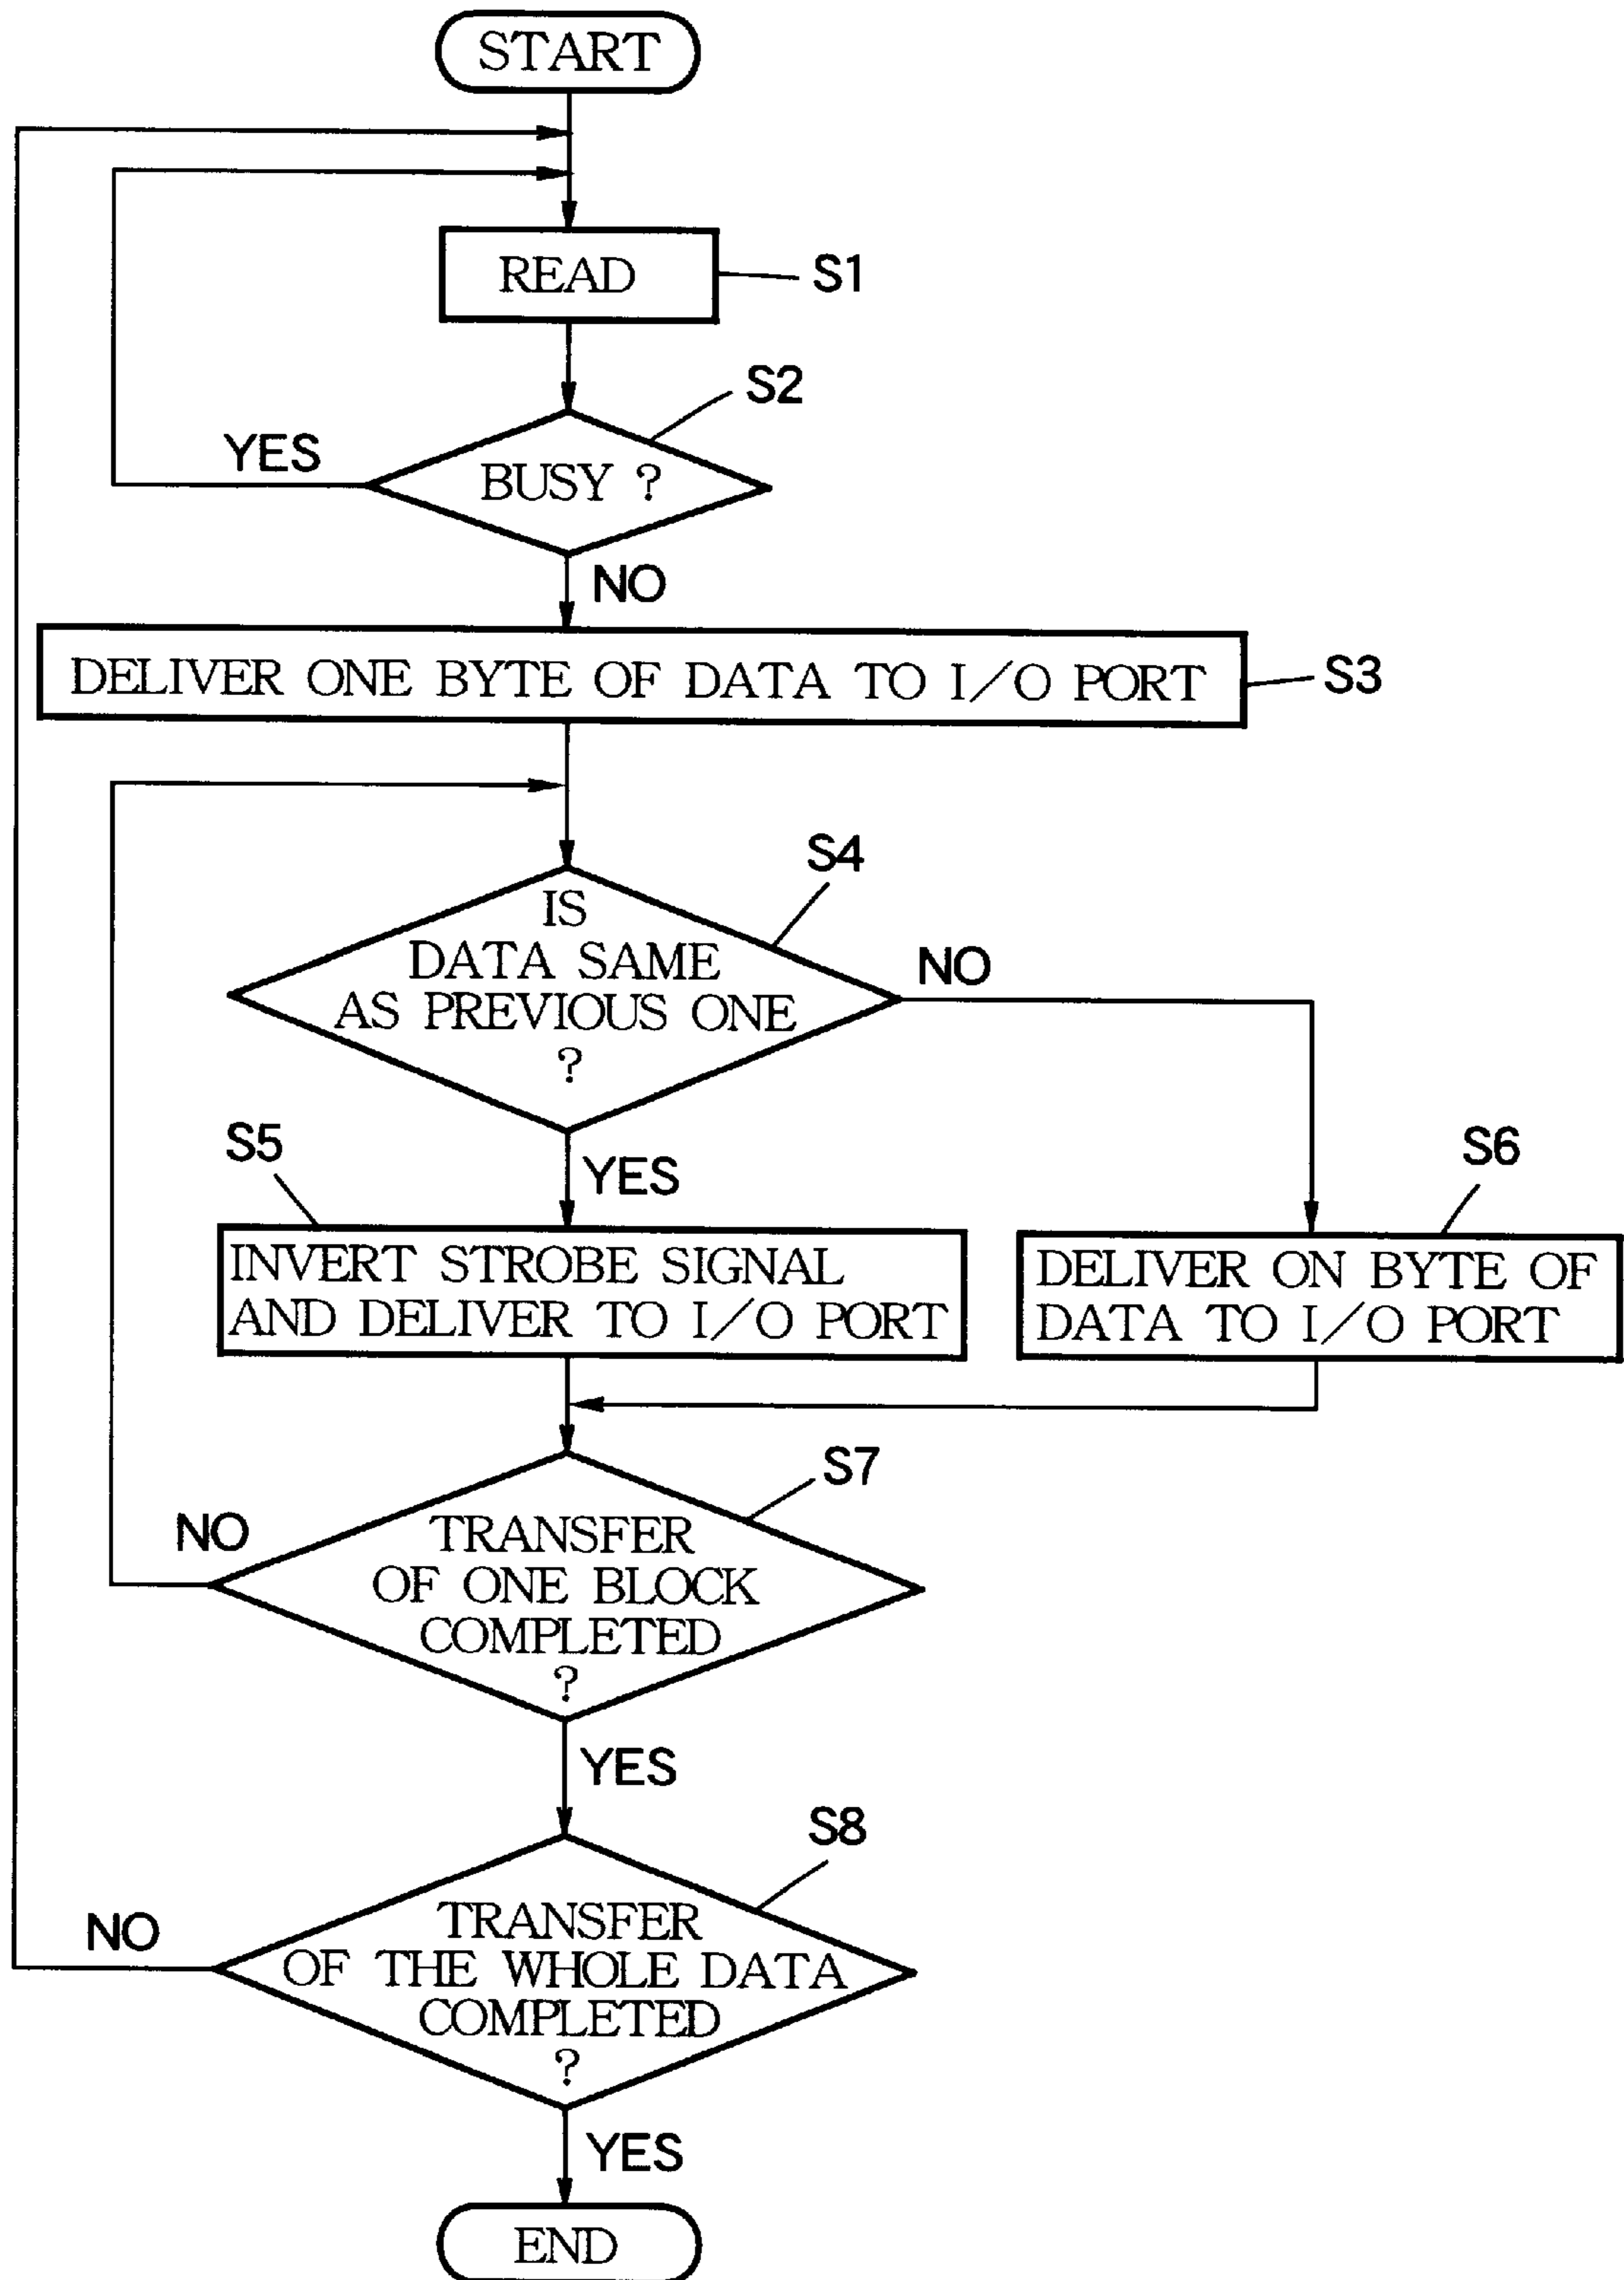 START
READ
S1
S2
YES
BUSY ?
NO
DELIVER ONE BYTE OF DATA TO I/O PORT
S3
S4
IS
DATA SAME
AS PREVIOUS ONE
?
NO
S5
YES
S6
INVERT STROBE SIGNAL
AND DELIVER TO I/O PORT
DELIVER ON BYTE OF
DATA TO I/O PORT
S7
NO
TRANSFER
OF ONE BLOCK
COMPLETED
?
YES
S8
NO
TRANSFER
OF THE WHOLE DATA
COMPLETED
?
YES
END